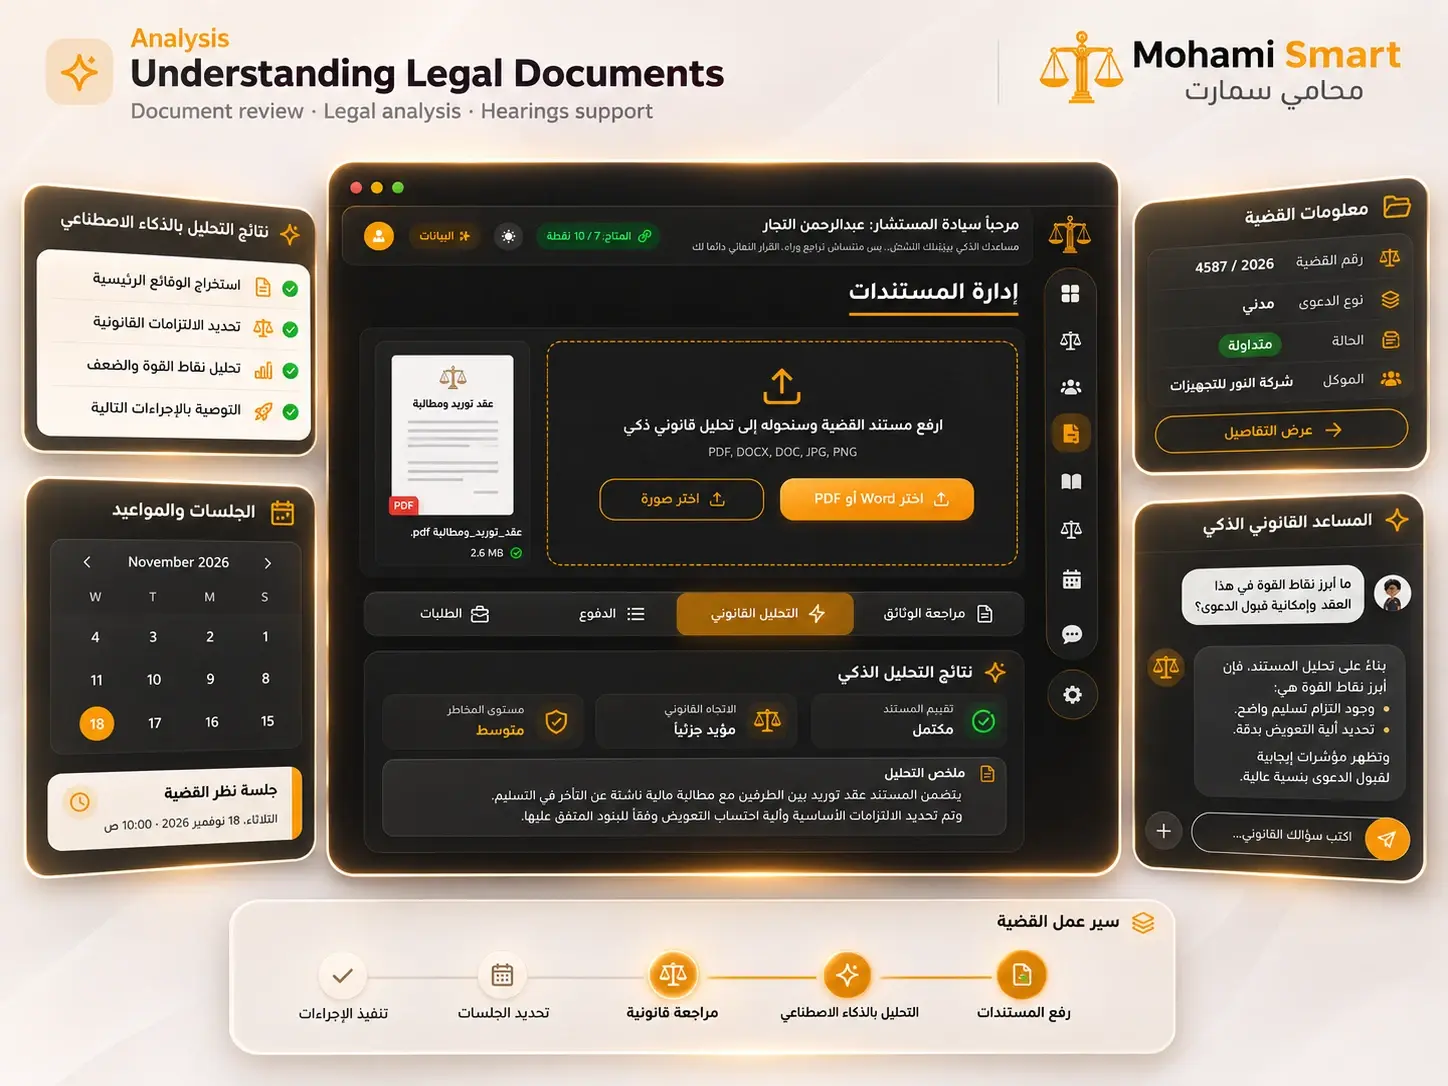 Analysis
Understanding Legal Documents
Document review · Legal analysis · Hearings support
Mohami Smart
محامي سمارت
نتائج التحليل بالذكاء الاصطناعي
استخراج الوقائع الرئيسية
تحديد الالتزامات القانونية
تحليل نقاط القوة والضعف
التوصية بالإجراءات التالية
الجلسات والمواعيد
November 2026
W T M S
4 3 2 1
11 10 9 8
18 17 16 15
جلسة نظر القضية
الثلاثاء، 18 نوفمبر 2026 · 10:00 ص
مرحباً سيادة المستشار: عبدالرحمن النجار
مساعدك الذكي ... بس متنساش تراجع وراه، القرار النهائي دائما لك
المتاح: 7 / 10 نقطة
البيانات
إدارة المستندات
عقد توريد ومطالبة
PDF
عقد_توريد_ومطالبة pdf.
2.6 MB
ارفع مستند القضية وسنحوله إلى تحليل قانوني ذكي
PDF, DOCX, DOC, JPG, PNG
اختر PDF أو Word
اختر صورة
مراجعة الوثائق
التحليل القانوني
الدفوع
الطلبات
نتائج التحليل الذكي
تقييم المستند
مكتمل
الاتجاه القانوني
مؤيد جزئياً
مستوى المخاطر
متوسط
ملخص التحليل
يتضمن المستند عقد توريد بين الطرفين مع مطالبة مالية ناشئة عن التأخر في التسليم.
وتم تحديد الالتزامات الأساسية وآلية احتساب التعويض وفقاً للبنود المتفق عليها.
معلومات القضية
رقم القضية 4587 / 2026
نوع الدعوى مدني
الحالة متداولة
الموكل شركة النور للتجهيزات
عرض التفاصيل
المساعد القانوني الذكي
ما أبرز نقاط القوة في هذا
العقد وإمكانية قبول الدعوى؟
بناءً على تحليل المستند، فإن
أبرز نقاط القوة هي:
• وجود التزام تسليم واضح.
• تحديد آلية التعويض بدقة.
وتظهر مؤشرات إيجابية
لقبول الدعوى بنسبة عالية.
اكتب سؤالك القانوني...
سير عمل القضية
رفع المستندات
التحليل بالذكاء الاصطناعي
مراجعة قانونية
تحديد الجلسات
تنفيذ الإجراءات